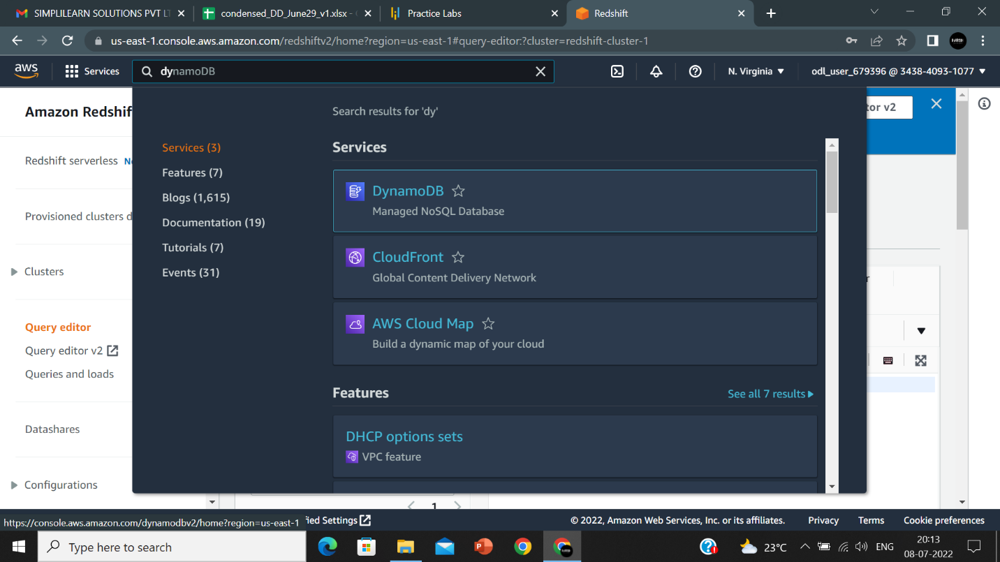 SIMPLILEARN SOLUTIONS PVT LT
condensed_DD_June29_v1.xlsx -
Practice Labs
Redshift
us-east-1.console.aws.amazon.com/redshiftv2/home?region=us-east-1#query-editor:?cluster=redshift-cluster-1
aws
Services
dynamoDB
N. Virginia
odl_user_679396 @ 3438-4093-1077
Amazon Redshif
tor v2
Search results for 'dy'
Services (3)
Features (7)
Blogs (1,615)
Documentation (19)
Tutorials (7)
Events (31)
Redshift serverless
Provisioned clusters d
Clusters
Query editor
Query editor v2
Queries and loads
Datashares
Configurations
Services
DynamoDB
Managed NoSQL Database
CloudFront
Global Content Delivery Network
AWS Cloud Map
Build a dynamic map of your cloud
Features
See all 7 results
DHCP options sets
VPC feature
1
https://console.aws.amazon.com/dynamodbv2/home?region=us-east-1
fied Settings
© 2022, Amazon Web Services, Inc. or its affiliates.
Privacy
Terms
Cookie preferences
Type here to search
23°C
ENG
20:13
08-07-2022